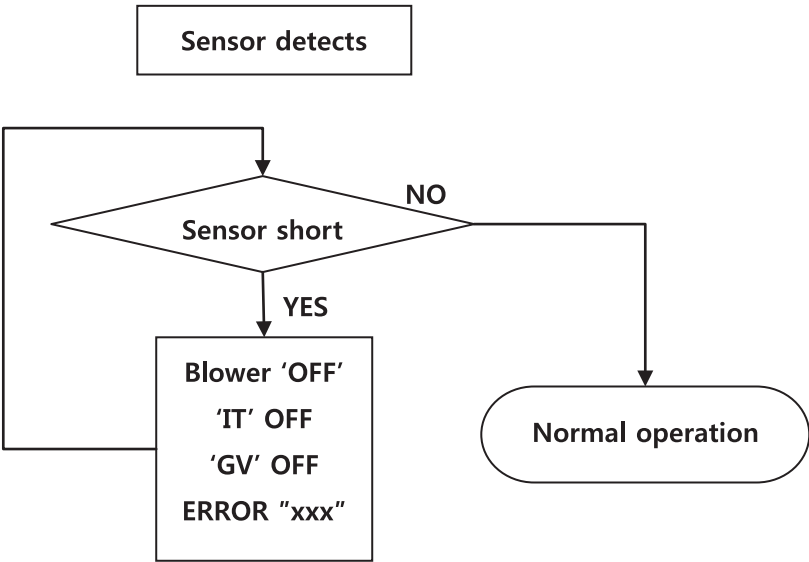 Sensor detects
NO
Sensor short
YES
Blower ‘OFF’
‘IT’ OFF
‘GV’ OFF
ERROR ”xxx”
Normal operation